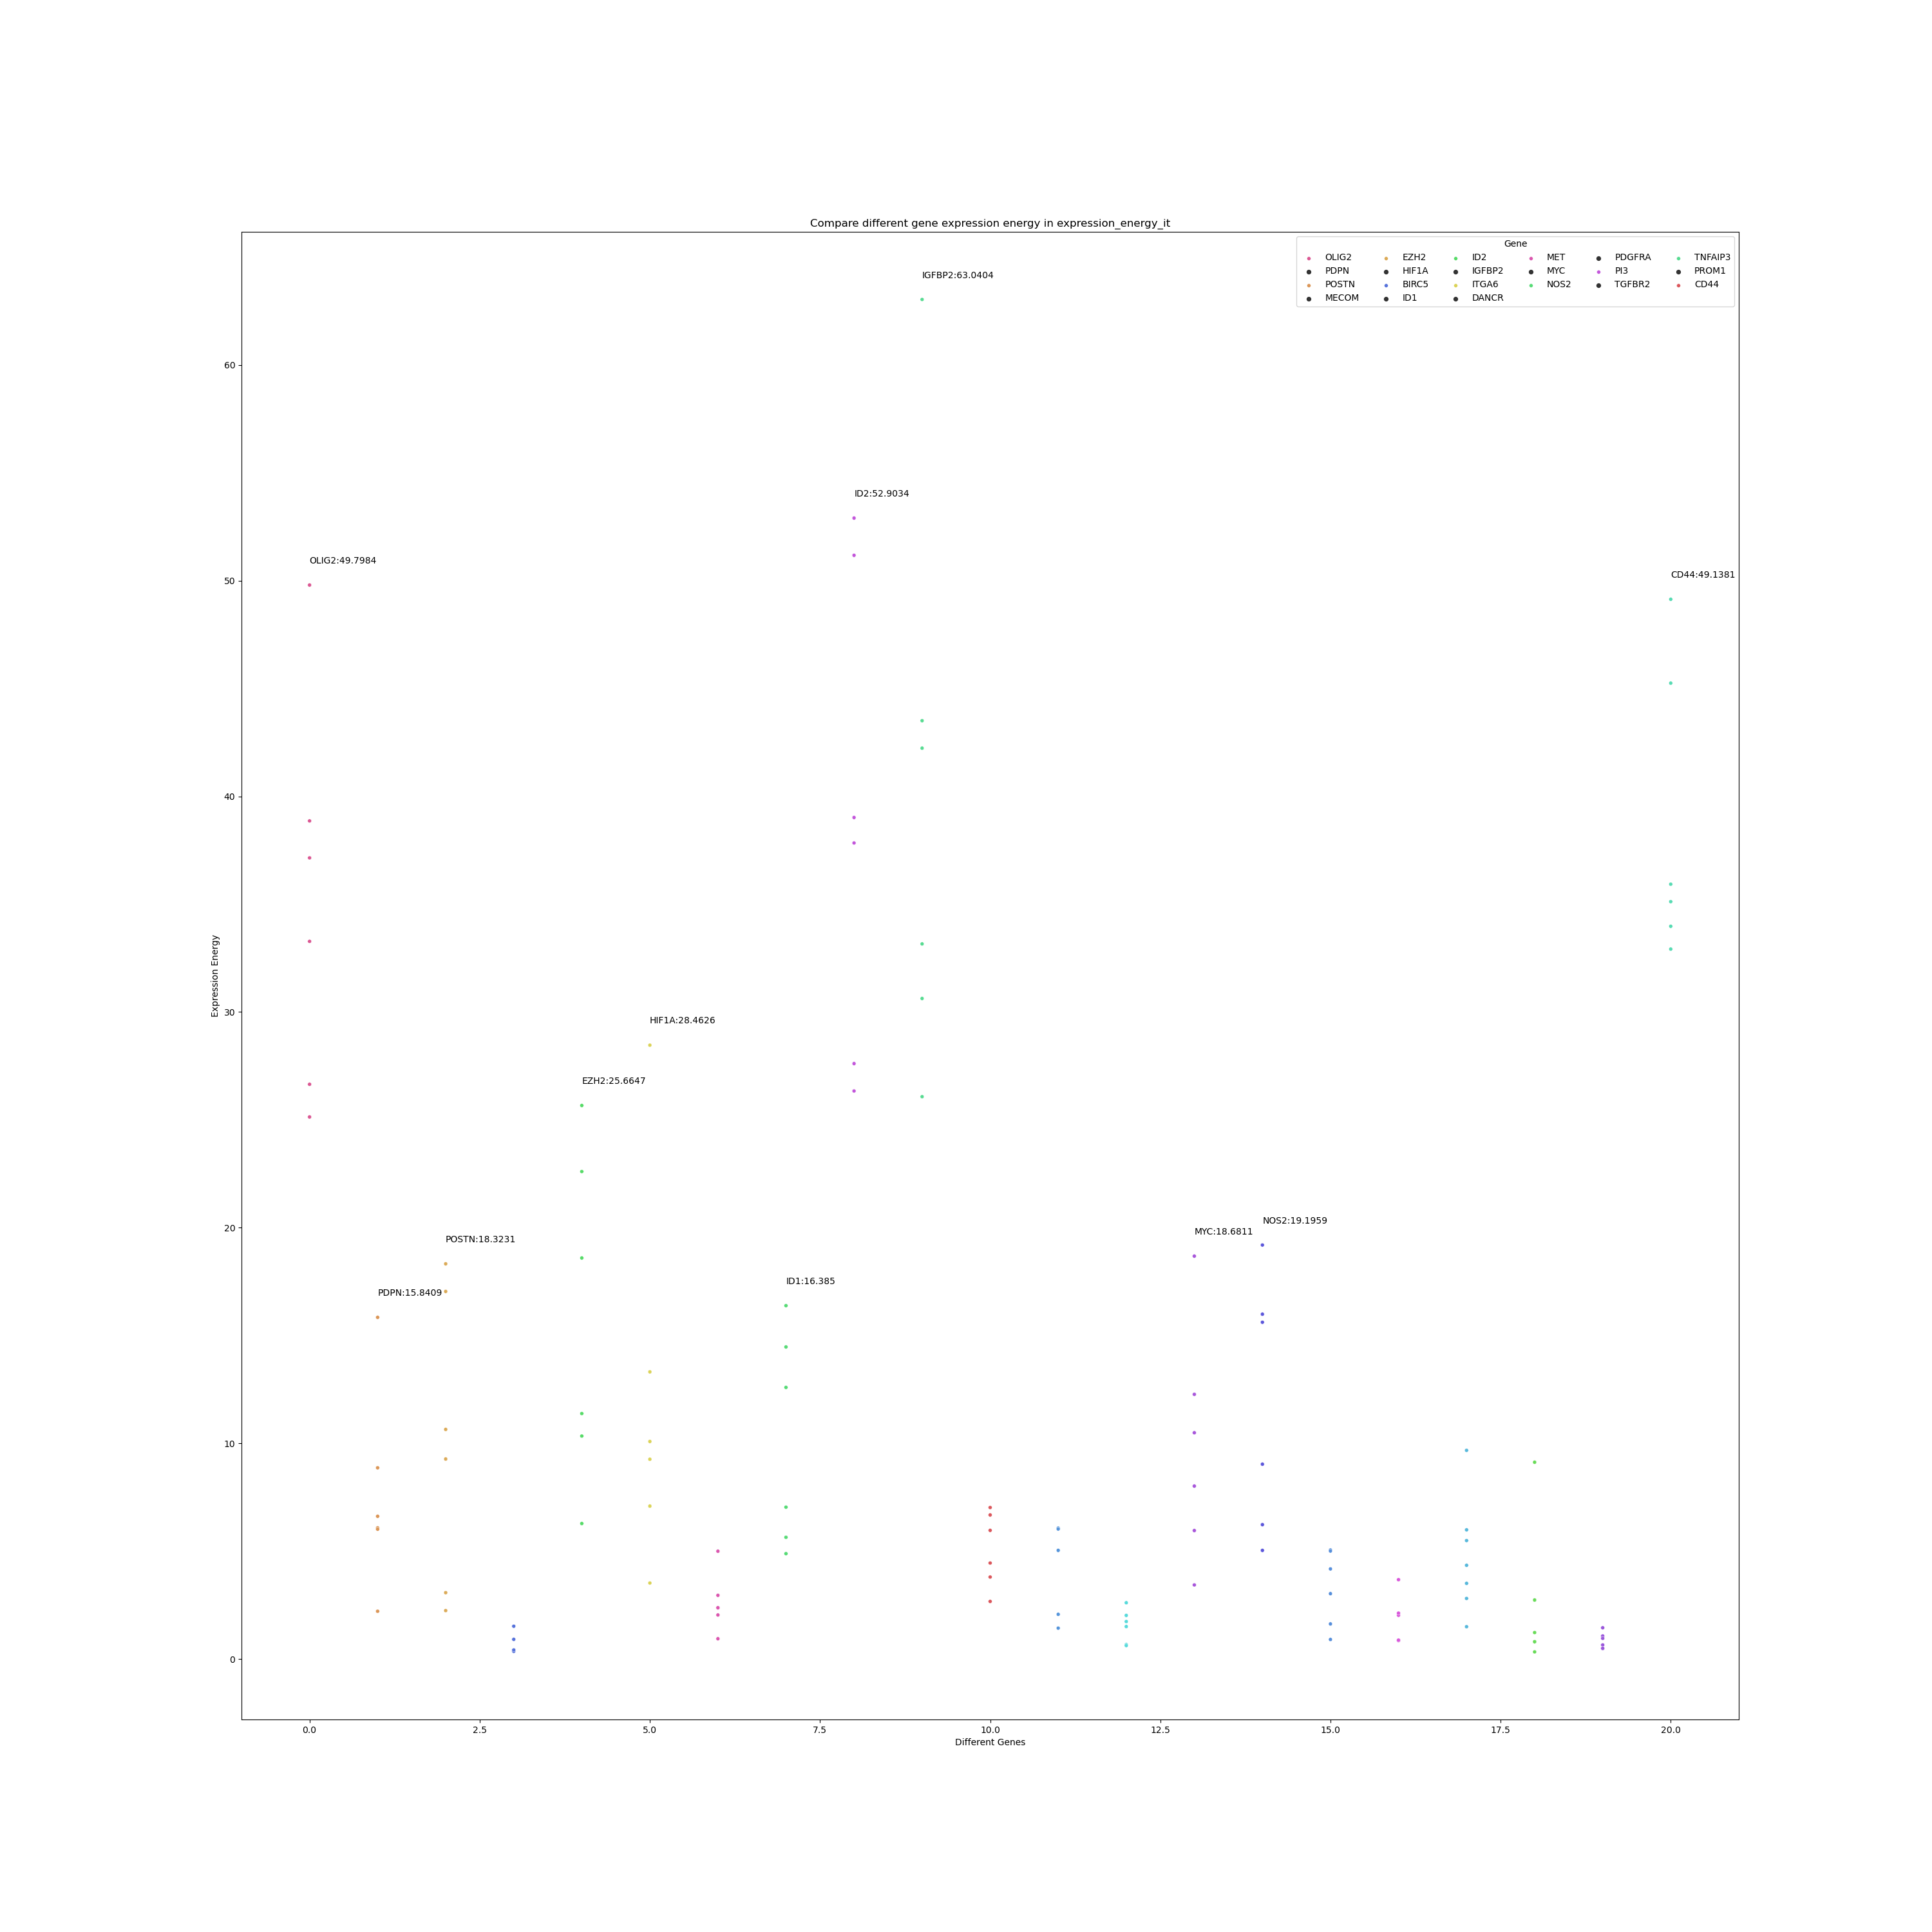 Compare different gene expression energy in expression_energy_it
Gene
OLIG2 EZH2 ID2 MET PDGFRA TNFAIP3
PDPN HIF1A IGFBP2 MYC PI3 PROM1
POSTN BIRC5 ITGA6 NOS2 TGFBR2 CD44
MECOM ID1 DANCR
IGFBP2:63.0404
60
ID2:52.9034
OLIG2:49.7984
CD44:49.1381
50
40
Expression Energy
30
HIF1A:28.4626
EZH2:25.6647
NOS2:19.1959
20
MYC:18.6811
POSTN:18.3231
ID1:16.385
PDPN:15.8409
10
0
0.0 2.5 5.0 7.5 10.0 12.5 15.0 17.5 20.0
Different Genes